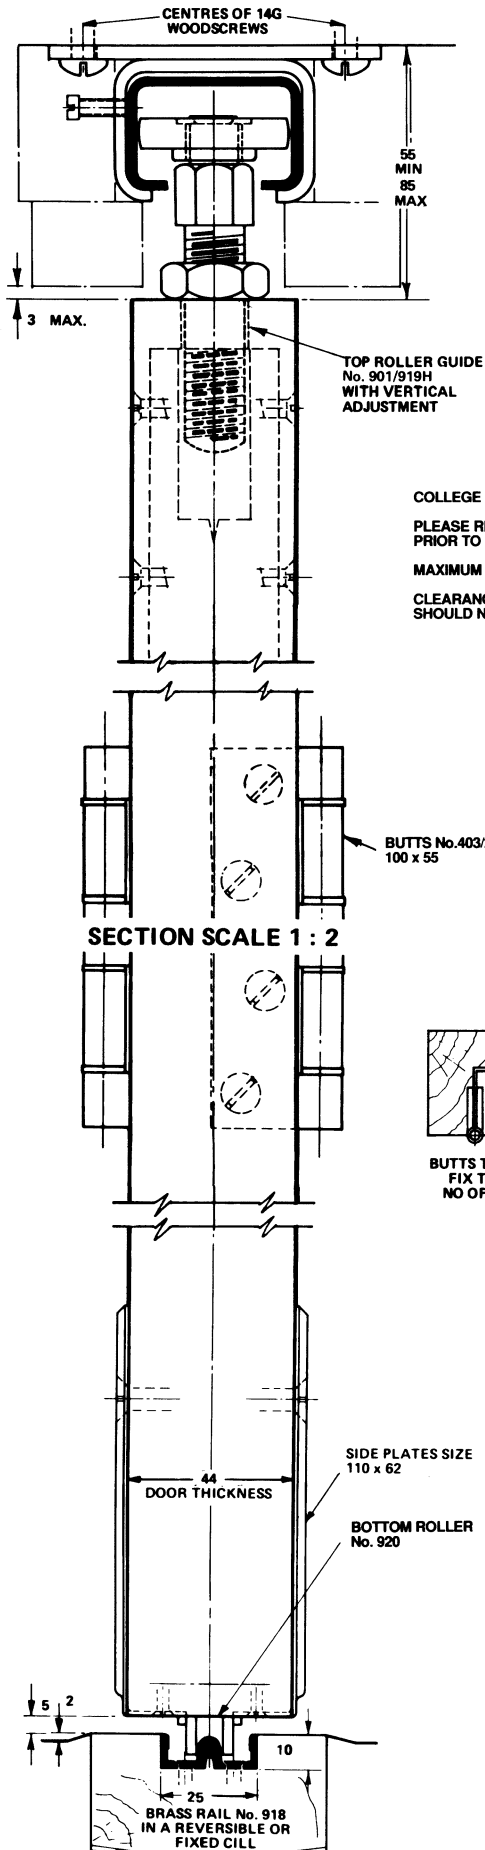 CENTRES OF 14G
WOODSCREWS
55
MIN
85
MAX
3 MAX.
TOP ROLLER GUIDE
No. 901/919H
WITH VERTICAL
ADJUSTMENT
COLLEGE
PLEASE
PRIOR TO
MAXIMUM
SHOULD
BUTTS No.403/
100 x 55
SECTION SCALE 1 : 2
BUTTS
FIX
NO
SIDE PLATES SIZE
110 x 62
44
DOOR THICKNESS
BOTTOM ROLLER
No. 920
5 2
10
25
BRASS RAIL No. 918
IN A REVERSIBLE OR
FIXED CILL